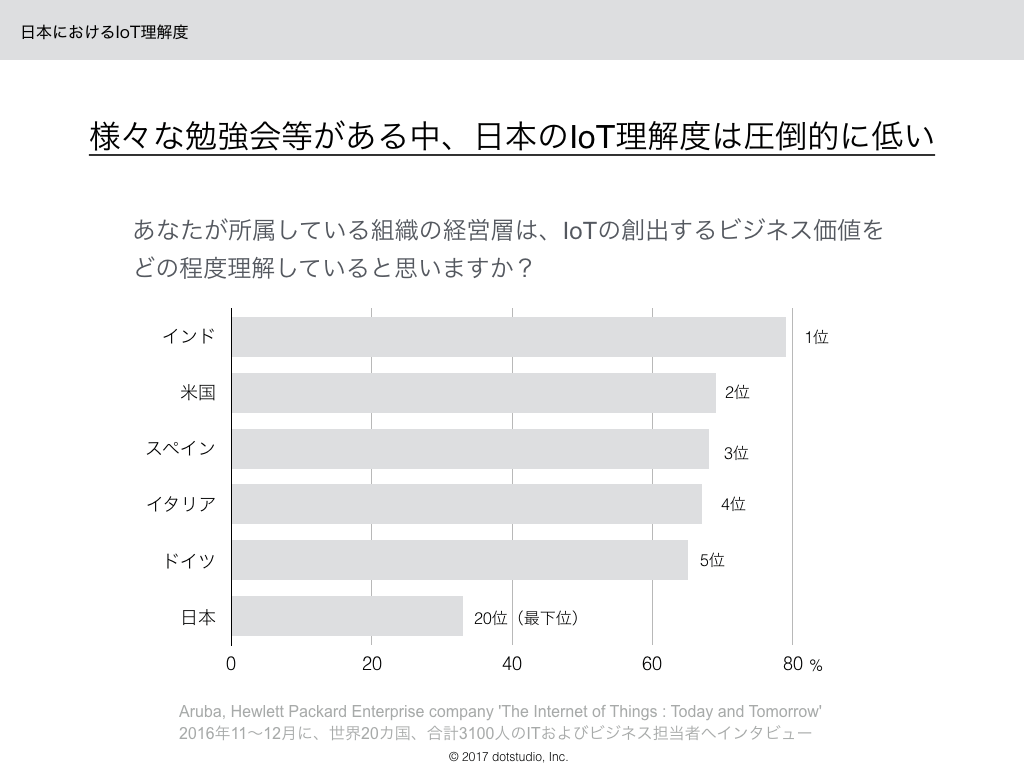 日本におけるIoT理解度
様々な勉強会等がある中、日本のIoT理解度は圧倒的に低い
あなたが所属している組織の経営層は、IoTの創出するビジネス価値を
どの程度理解していると思いますか？
インド 1位
米国 2位
スペイン 3位
イタリア 4位
ドイツ 5位
日本 20位（最下位）
0 20 40 60 80 %
Aruba, Hewlett Packard Enterprise company 'The Internet of Things : Today and Tomorrow'
2016年11〜12月に、世界20カ国、合計3100人のITおよびビジネス担当者へインタビュー
© 2017 dotstudio, Inc.